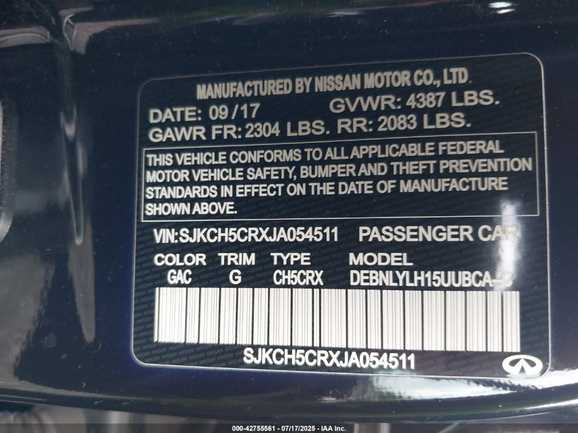 MANUFACTURED BY NISSAN MOTOR CO., LTD.
DATE: 09/17 GVWR: 4387 LBS.
GAWR FR: 2304 LBS. RR: 2083 LBS.
THIS VEHICLE CONFORMS TO ALL APPLICABLE FEDERAL
MOTOR VEHICLE SAFETY, BUMPER AND THEFT PREVENTION
STANDARDS IN EFFECT ON THE DATE OF MANUFACTURE
SHOWN ABOVE.
VIN:SJKCH5CRXJA054511 PASSENGER CAR
COLOR TRIM TYPE MODEL
GAC G CH5CRX
SJKCH5CRXJA054511
000-42755561 - 07/17/2025 - IAA Inc.